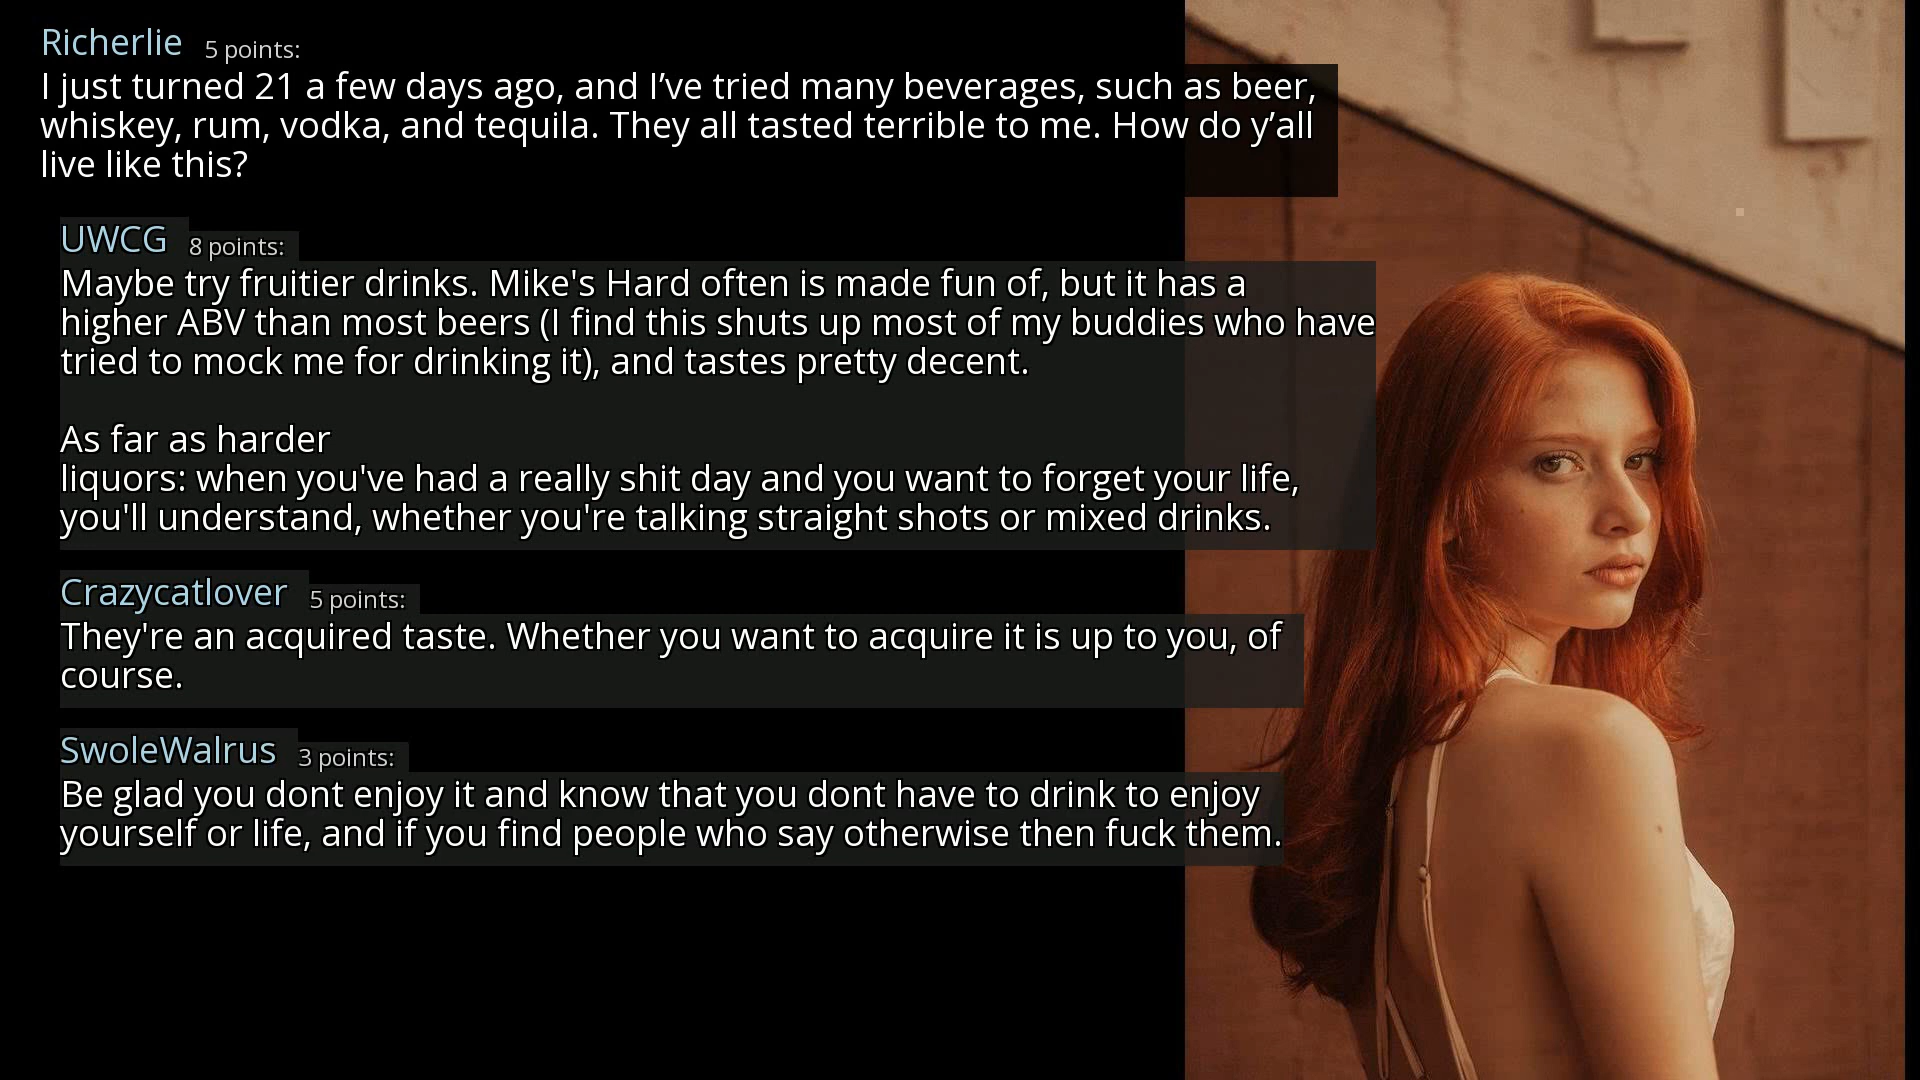 Richerlie 5 points:
I just turned 21 a few days ago, and I’ve tried many beverages, such as beer,
whiskey, rum, vodka, and tequila. They all tasted terrible to me. How do y’all
live like this?
UWCG 8 points:
Maybe try fruitier drinks. Mike's Hard often is made fun of, but it has a
higher ABV than most beers (I find this shuts up most of my buddies who have
tried to mock me for drinking it), and tastes pretty decent.
As far as harder
liquors: when you've had a really shit day and you want to forget your life,
you'll understand, whether you're talking straight shots or mixed drinks.
Crazycatlover 5 points:
They're an acquired taste. Whether you want to acquire it is up to you, of
course.
SwoleWalrus 3 points:
Be glad you dont enjoy it and know that you dont have to drink to enjoy
yourself or life, and if you find people who say otherwise then fuck them.